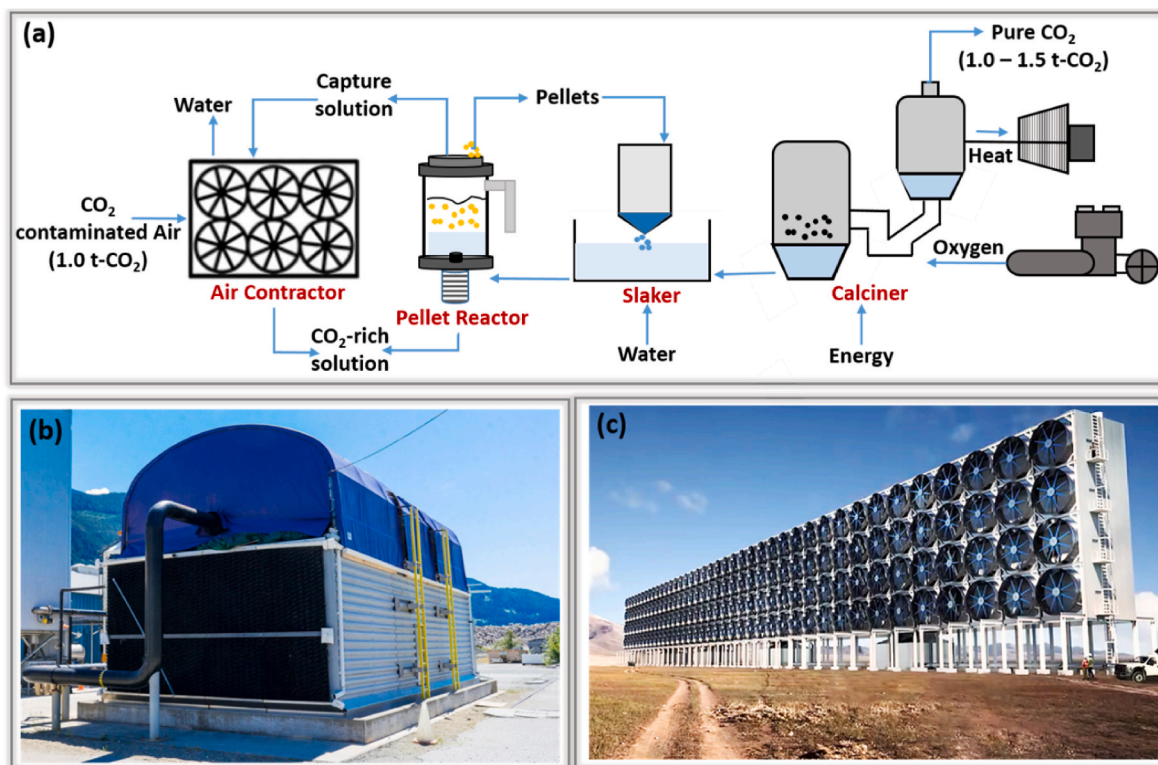 (a)
Pure CO₂
(1.0 – 1.5 t-CO₂)
Capture
solution
Pellets
Water
Heat
CO₂
contaminated Air
(1.0 t-CO₂)
Oxygen
Air Contractor
Pellet Reactor
Slaker
Calciner
CO₂-rich
solution
Water
Energy
(b)
(c)